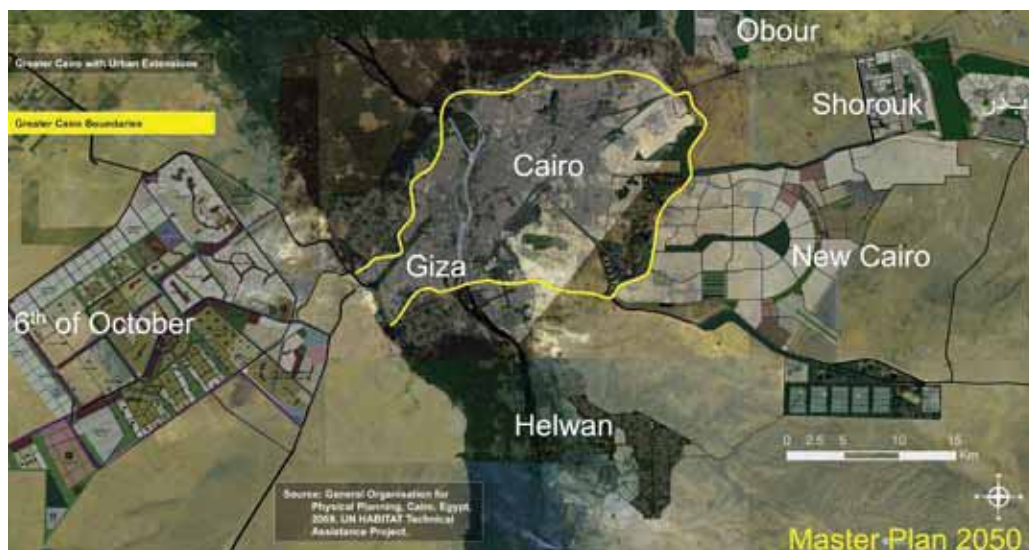 Obour
Greater Cairo with Urban Extensions
Shorouk
بدر
Greater Cairo Boundaries
Cairo
New Cairo
Giza
6th of October
Helwan
0 2.5 5 10 15
Km
Source: General Organisation for
Physical Planning, Cairo, Egypt,
2009, UN HABITAT Technical
Assistance Project.
Master Plan 2050